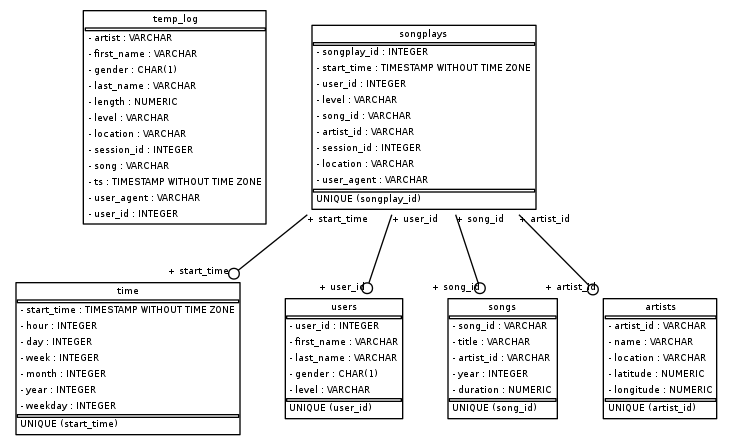 temp_log
- artist : VARCHAR
- first_name : VARCHAR
- gender : CHAR(1)
- last_name : VARCHAR
- length : NUMERIC
- level : VARCHAR
- location : VARCHAR
- session_id : INTEGER
- song : VARCHAR
- ts : TIMESTAMP WITHOUT TIME ZONE
- user_agent : VARCHAR
- user_id : INTEGER
songplays
- songplay_id : INTEGER
- start_time : TIMESTAMP WITHOUT TIME ZONE
- user_id : INTEGER
- level : VARCHAR
- song_id : VARCHAR
- artist_id : VARCHAR
- session_id : INTEGER
- location : VARCHAR
- user_agent : VARCHAR
UNIQUE (songplay_id)
+ start_time
+ user_id
+ song_id
+ artist_id
+ start_time
+ user_id
+ song_id
+ artist_id
time
- start_time : TIMESTAMP WITHOUT TIME ZONE
- hour : INTEGER
- day : INTEGER
- week : INTEGER
- month : INTEGER
- year : INTEGER
- weekday : INTEGER
UNIQUE (start_time)
users
- user_id : INTEGER
- first_name : VARCHAR
- last_name : VARCHAR
- gender : CHAR(1)
- level : VARCHAR
UNIQUE (user_id)
songs
- song_id : VARCHAR
- title : VARCHAR
- artist_id : VARCHAR
- year : INTEGER
- duration : NUMERIC
UNIQUE (song_id)
artists
- artist_id : VARCHAR
- name : VARCHAR
- location : VARCHAR
- latitude : NUMERIC
- longitude : NUMERIC
UNIQUE (artist_id)